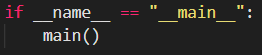 if __name__ == "__main__":
    main()